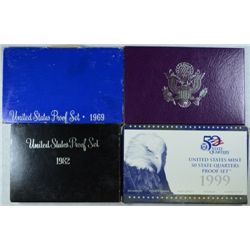 United States Proof Set · 1969
United States Proof Set
1982
50
STATE
QUARTERS
UNITED STATES MINT
50 STATE QUARTERS
PROOF SET
1999